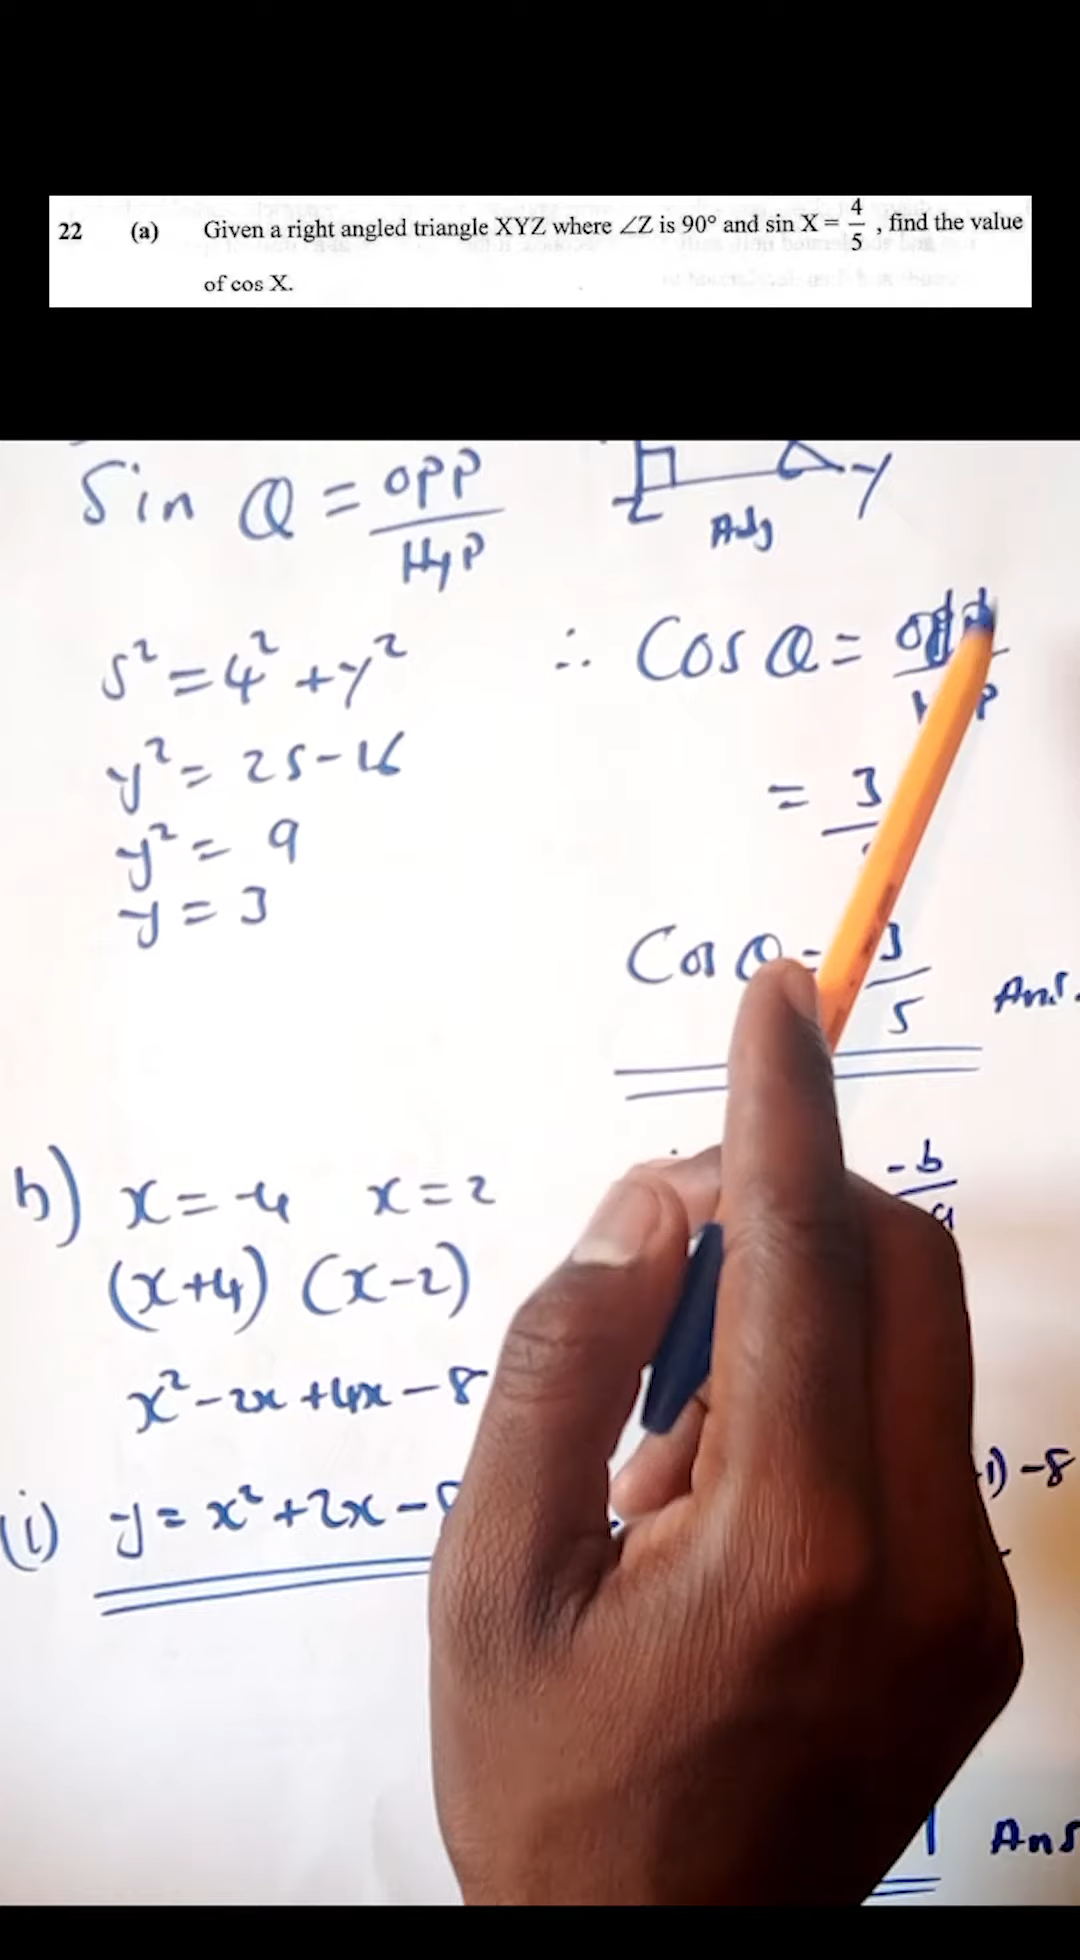 22 (a) Given a right angled triangle XYZ where ∠Z is 90° and sin X = 4/5 , find the value
of cos X.
Sin Q = opp/Hyp
Z Y
Adj
5² = 4² + y²
y² = 25 - 16
y² = 9
y = 3
∴ Cos Q =
= 3
Cos Q = 3/5 Ans.
b) x = -4 x = 2
(x+4) (x-2)
x² - 2x + 4x - 8
(i) y = x² + 2x -
-b
1) - 8
Ans